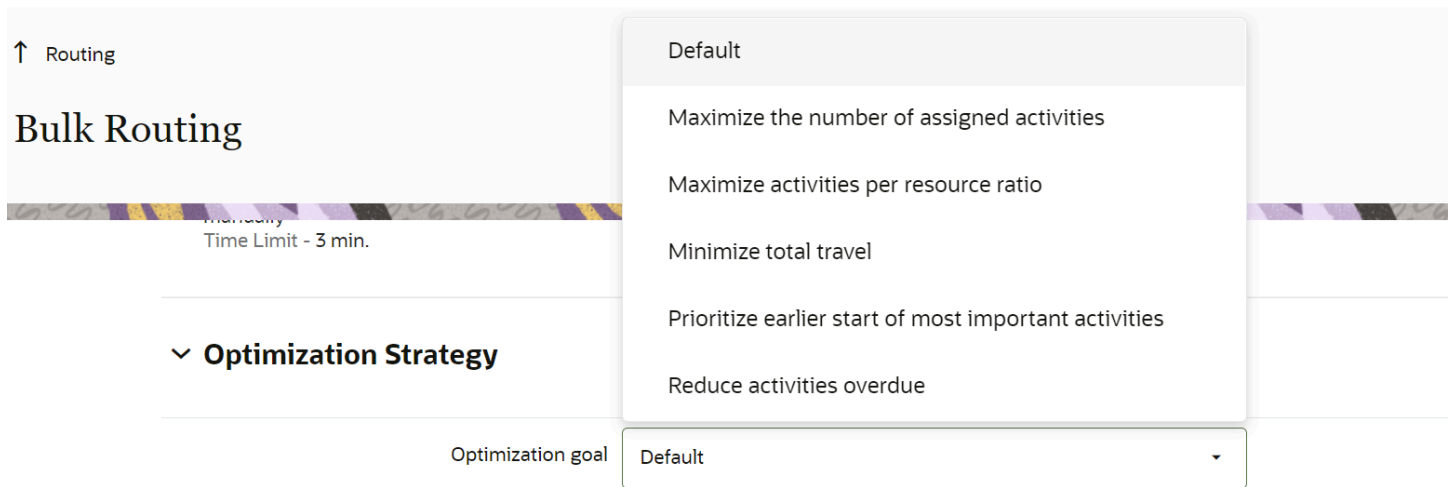 ↑ Routing
Bulk Routing
Time Limit - 3 min.
Optimization Strategy
Default
Maximize the number of assigned activities
Maximize activities per resource ratio
Minimize total travel
Prioritize earlier start of most important activities
Reduce activities overdue
Optimization goal Default